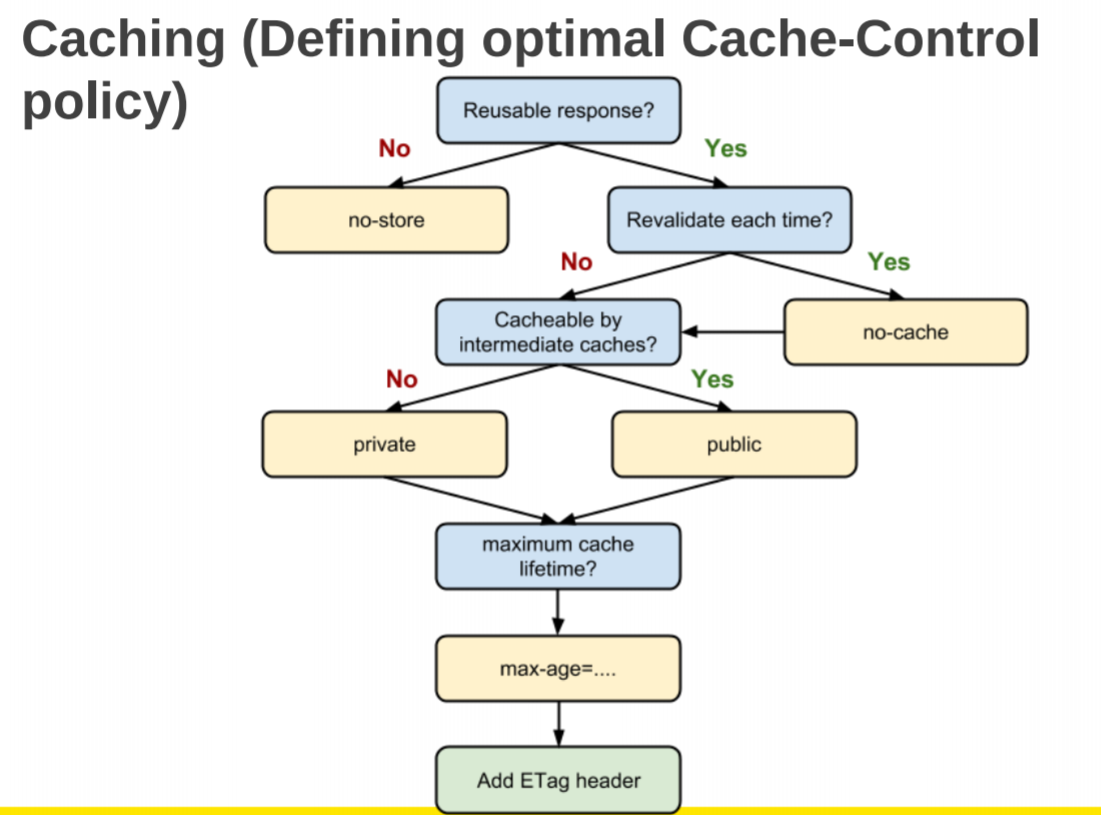 Caching (Defining optimal Cache-Control
policy)
Reusable response?
No
Yes
no-store
Revalidate each time?
No
Yes
Cacheable by
intermediate caches?
no-cache
No
Yes
private
public
maximum cache
lifetime?
max-age=....
Add ETag header